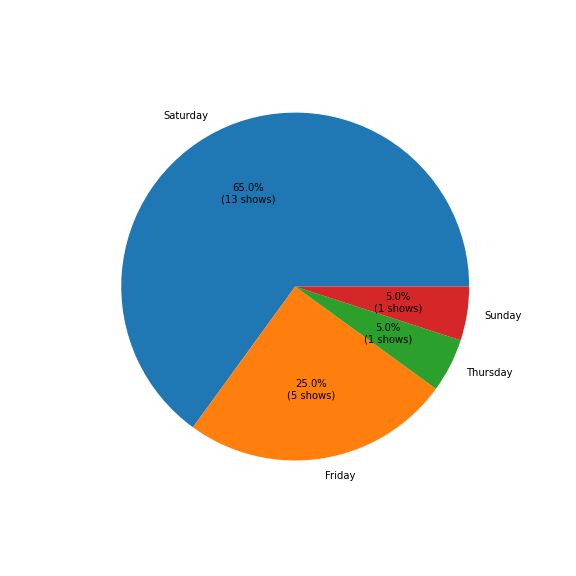 Saturday
65.0%
(13 shows)
5.0%
(1 shows)
Sunday
5.0%
(1 shows)
Thursday
25.0%
(5 shows)
Friday